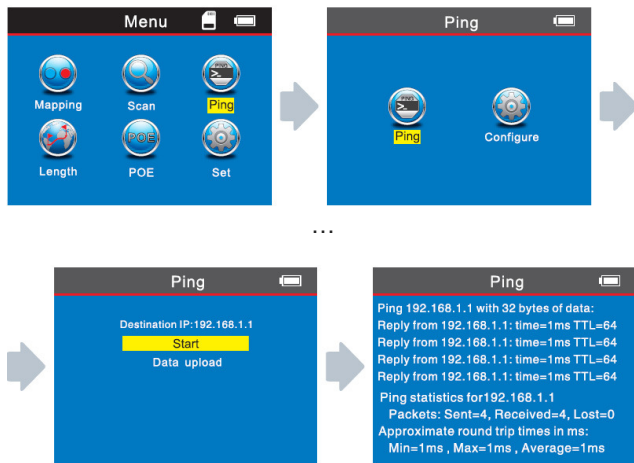 Menu
Mapping
Scan
PING
Ping
Length
POE
POE
Set
Ping
PING
Ping
Configure
...
Ping
Destination IP:192.168.1.1
Start
Data upload
Ping
Ping 192.168.1.1 with 32 bytes of data:
Reply from 192.168.1.1: time=1ms TTL=64
Reply from 192.168.1.1: time=1ms TTL=64
Reply from 192.168.1.1: time=1ms TTL=64
Reply from 192.168.1.1: time=1ms TTL=64
Ping statistics for192.168.1.1
Packets: Sent=4, Received=4, Lost=0
Approximate round trip times in ms:
Min=1ms , Max=1ms , Average=1ms